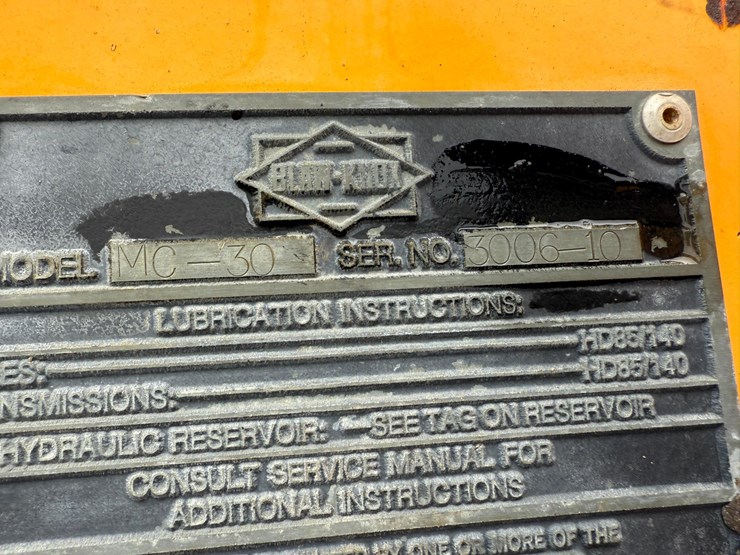 BLAW-KNOX
MODEL. MC-30 SER. NO. 3006-10
LUBRICATION INSTRUCTIONS:
ES: HD85/140
NSMISSIONS: HD85/140
HYDRAULIC RESERVOIR: SEE TAG ON RESERVOIR
CONSULT SERVICE MANUAL FOR
ADDITIONAL INSTRUCTIONS
ANY ONE OR MORE OF THE